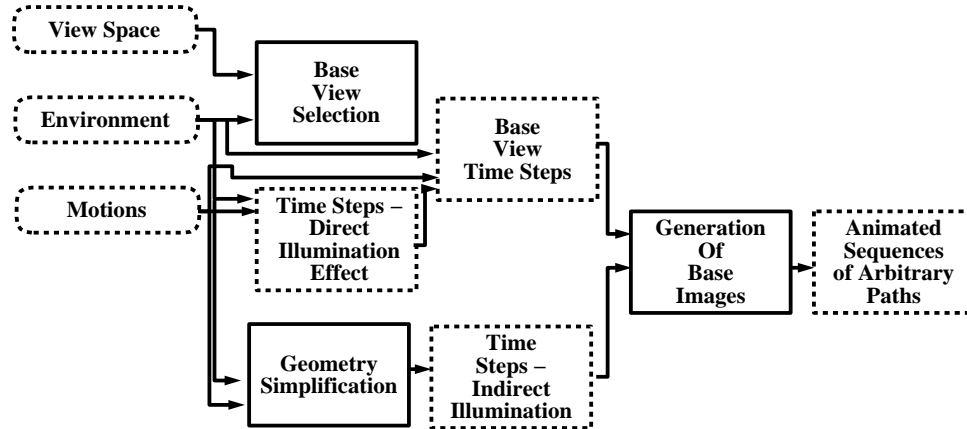 View Space
Environment
Motions
Base
View
Selection
Time Steps –
Direct
Illumination
Effect
Geometry
Simplification
Base
View
Time Steps
Time
Steps –
Indirect
Illumination
Generation
Of
Base
Images
Animated
Sequences
of Arbitrary
Paths